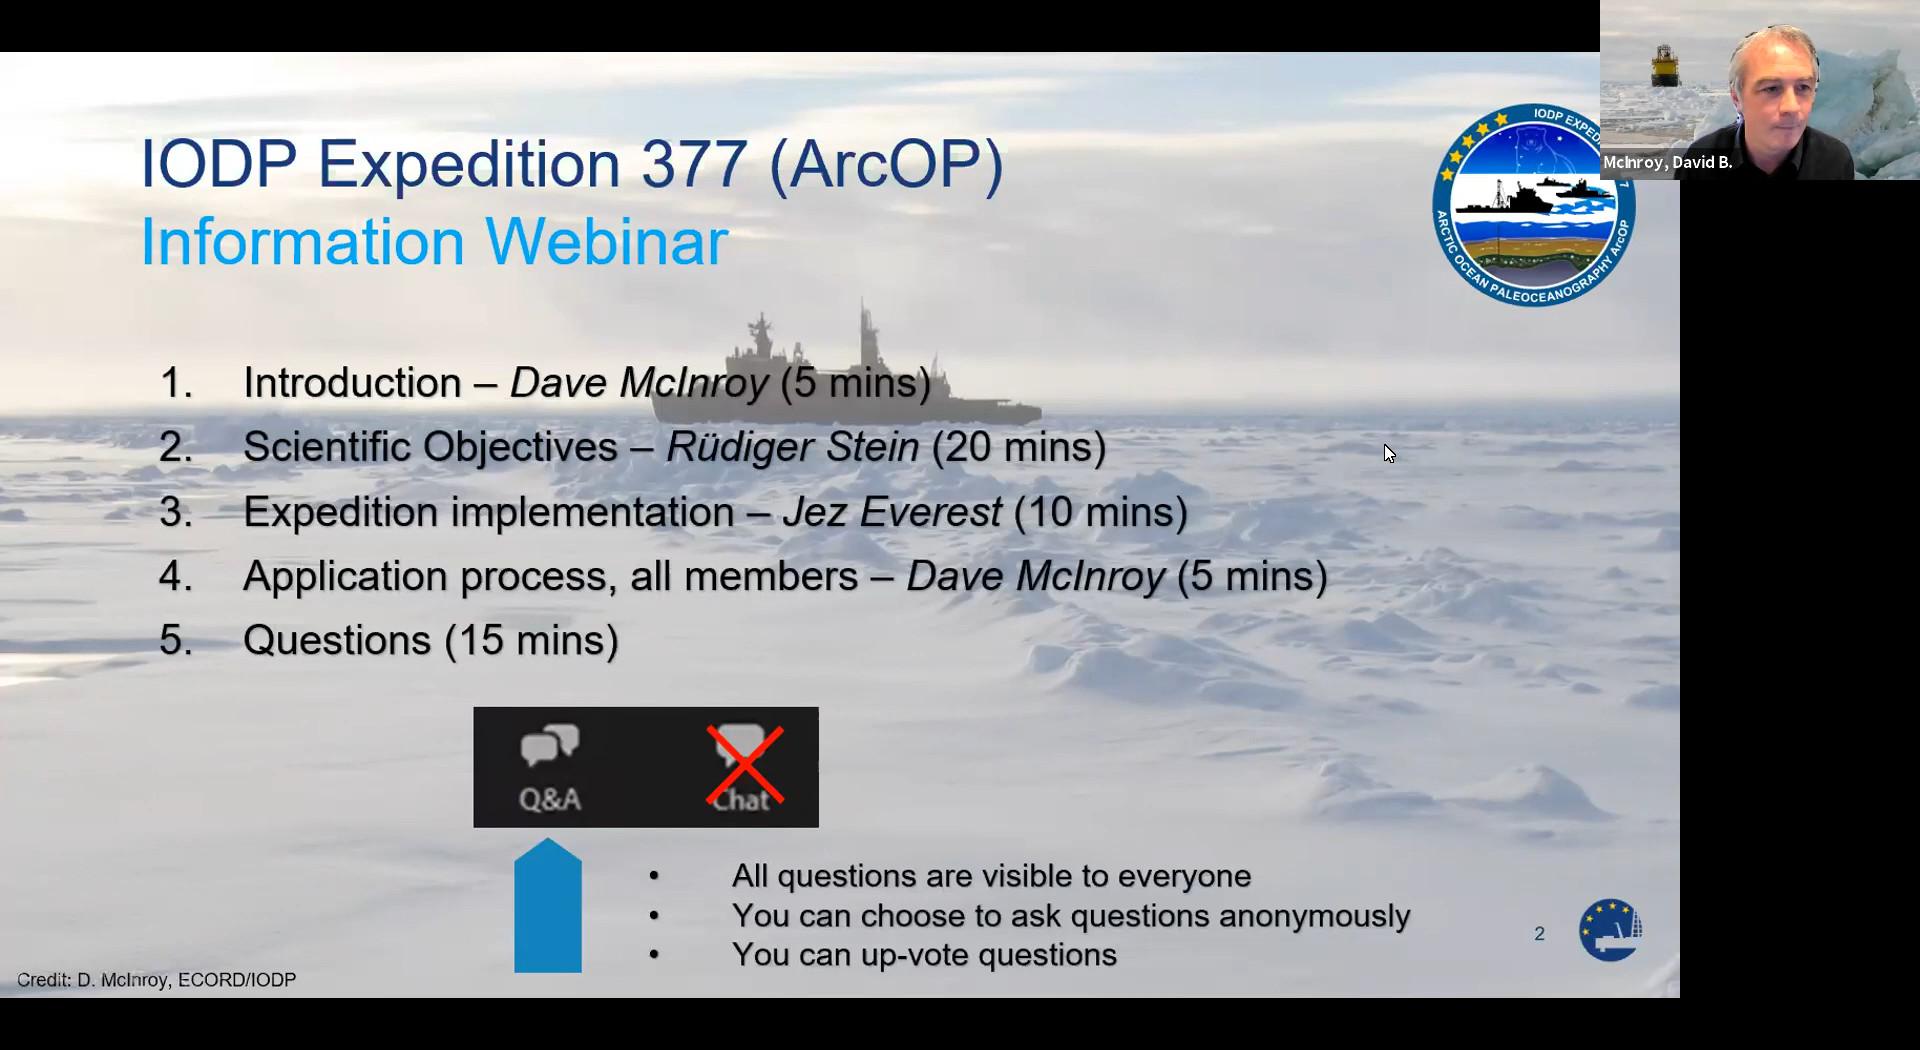 IODP Expedition 377 (ArcOP)
Information Webinar
IODP EXPE
7
ARCTIC OCEAN PALEOCEANOGRAPHY ArcOP
McInroy, David B.
1. Introduction – Dave McInroy (5 mins)
2. Scientific Objectives – Rüdiger Stein (20 mins)
3. Expedition implementation – Jez Everest (10 mins)
4. Application process, all members – Dave McInroy (5 mins)
5. Questions (15 mins)
Q&A Chat
• All questions are visible to everyone
• You can choose to ask questions anonymously
• You can up-vote questions
2
Credit: D. McInroy, ECORD/IODP